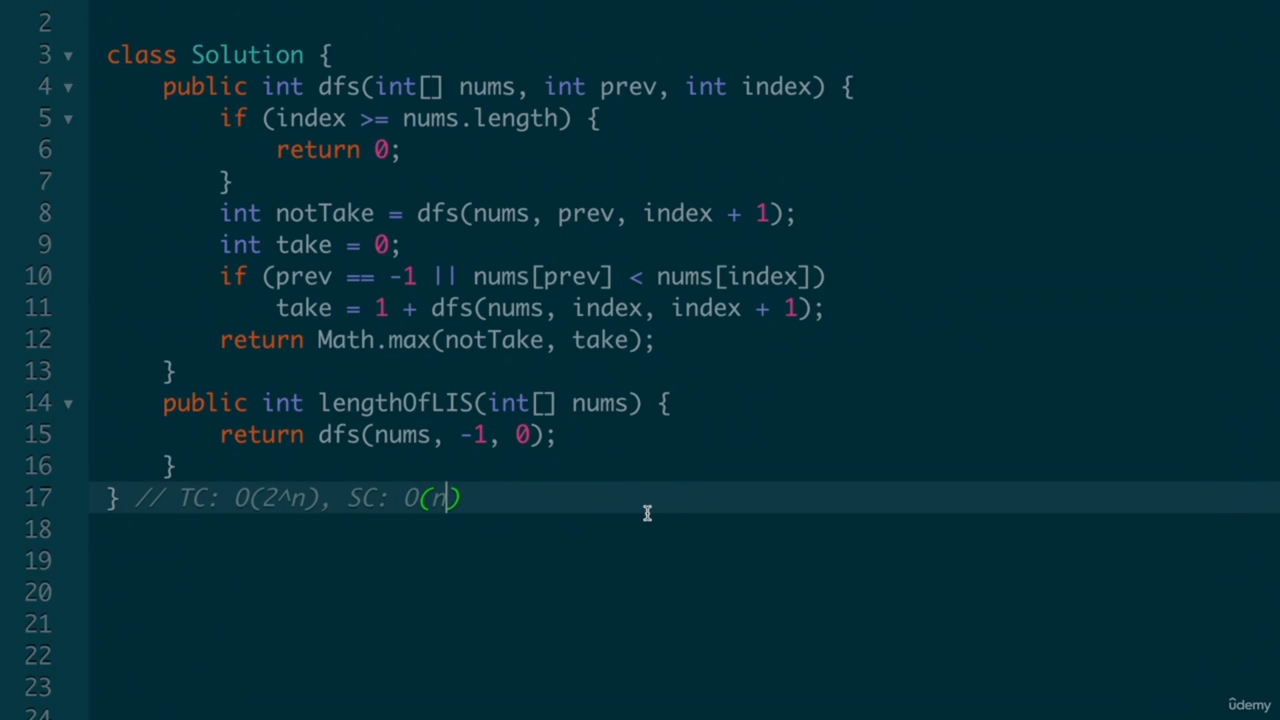 2
3 class Solution {
4 public int dfs(int[] nums, int prev, int index) {
5 if (index >= nums.length) {
6 return 0;
7 }
8 int notTake = dfs(nums, prev, index + 1);
9 int take = 0;
10 if (prev == -1 || nums[prev] < nums[index])
11 take = 1 + dfs(nums, index, index + 1);
12 return Math.max(notTake, take);
13 }
14 public int lengthOfLIS(int[] nums) {
15 return dfs(nums, -1, 0);
16 }
17 } // TC: O(2^n), SC: O(n)
18
19
20
21
22
23
24
ûdemy